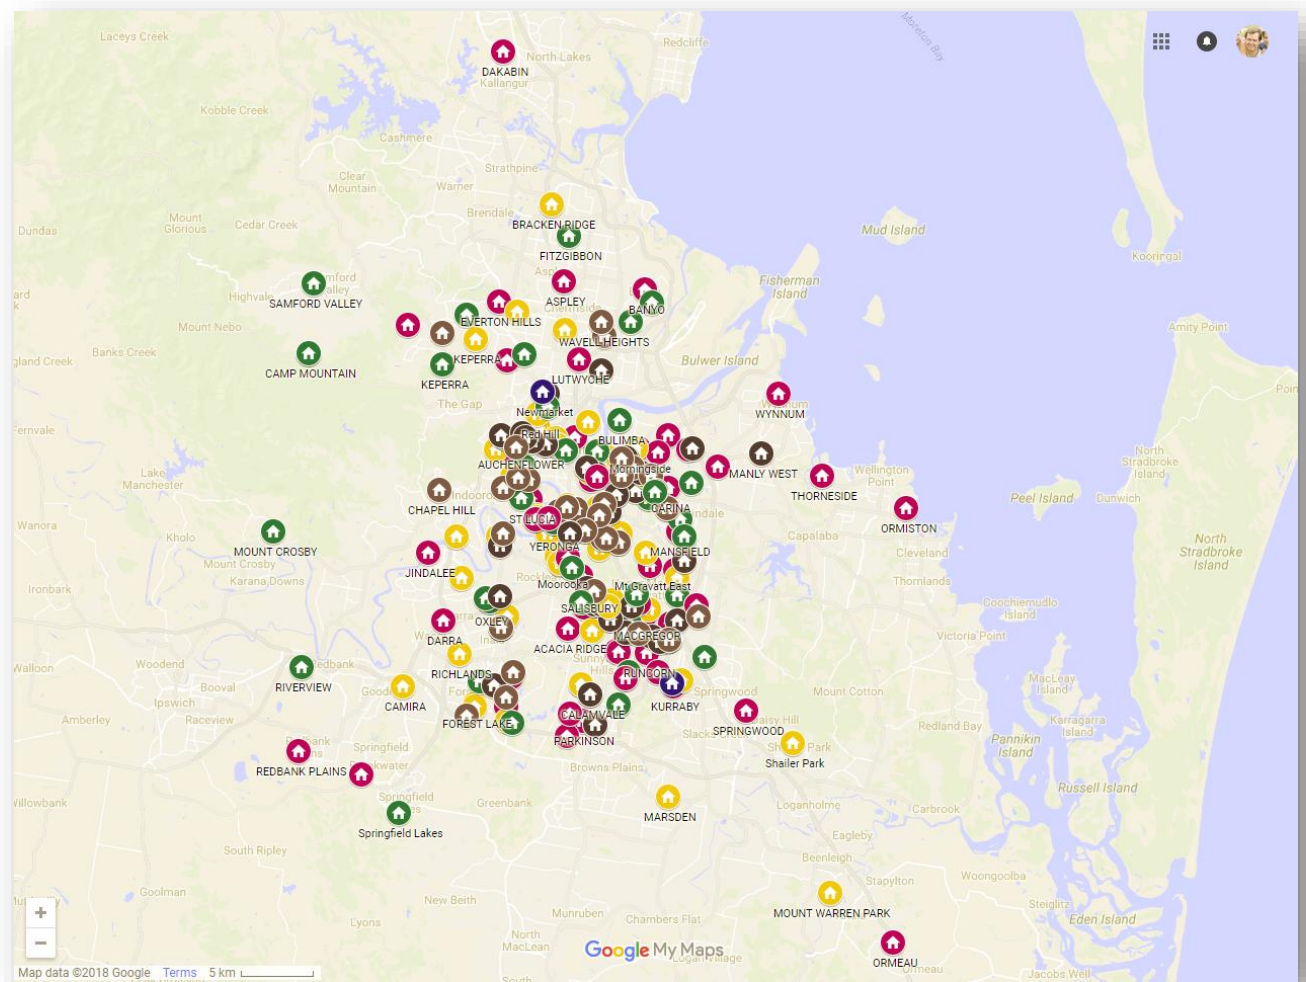 Laceys Creek
Redcliffe
Moreton Bay
North Lakes
DAKABIN
Kallangur
Kobble Creek
Cashmere
Clear
Mountain
Strathpine
Warner
Brendale
BRACKEN RIDGE
Mount
Glorious
Cedar Creek
Dundas
Mud Island
FITZGIBBON
Kooringal
Fisherman
Island
Highvale
SAMFORD VALLEY
ASPLEY
BANYO
Mount Nebo
EVERTON HILLS
Amity Point
WAVELL HEIGHTS
Banks Creek
KEPERRA
Bulwer Island
CAMP MOUNTAIN
KEPERRA
LUTWYCHE
The Gap
Newmarket
WYNNUM
Red Hill
BULIMBA
AUCHENFLOWER
Morningside
MANLY WEST
Wellington
Point
North
Stradbroke
Island
Lake
Manchester
THORNESIDE
CHAPEL HILL
CARINA
Peel Island
Dunwich
ST LUCIA
ORMISTON
Kholo
Capalaba
MOUNT CROSBY
Mount Crosby
YERONGA
MANSFIELD
Cleveland
North
Stradbroke
Island
JINDALEE
Karana Downs
Moorooka
Mt Gravatt East
Thornlands
Ironbark
Coochiemudlo
Island
SALISBURY
OXLEY
DARRA
MACGREGOR
Victoria Point
ACACIA RIDGE
Walloon
Woodend
RICHLANDS
RUNCORN
RIVERVIEW
Booval
CAMIRA
KURRABY
Springwood
Mount Cotton
MacLeay
Island
Amberley
Raceview
FOREST LAKE
CALAMVALE
SPRINGWOOD
Redland Bay
Karragarra
Island
PARKINSON
Springfield
Pannikin
Island
REDBANK PLAINS
Shailer Park
Browns Plains
Russell Island
MARSDEN
Greenbank
Loganholme
Carbrook
Springfield Lakes
Eagleby
South Ripley
Beenleigh
Stapylton
Woongoolba
Goolman
New Beith
MOUNT WARREN PARK
Steiglitz
Munruben
Chambers Flat
Eden Island
Lyons
North
MacLean
Google My Maps
ORMEAU
Jacobs Well
Map data ©2018 Google Terms 5 km